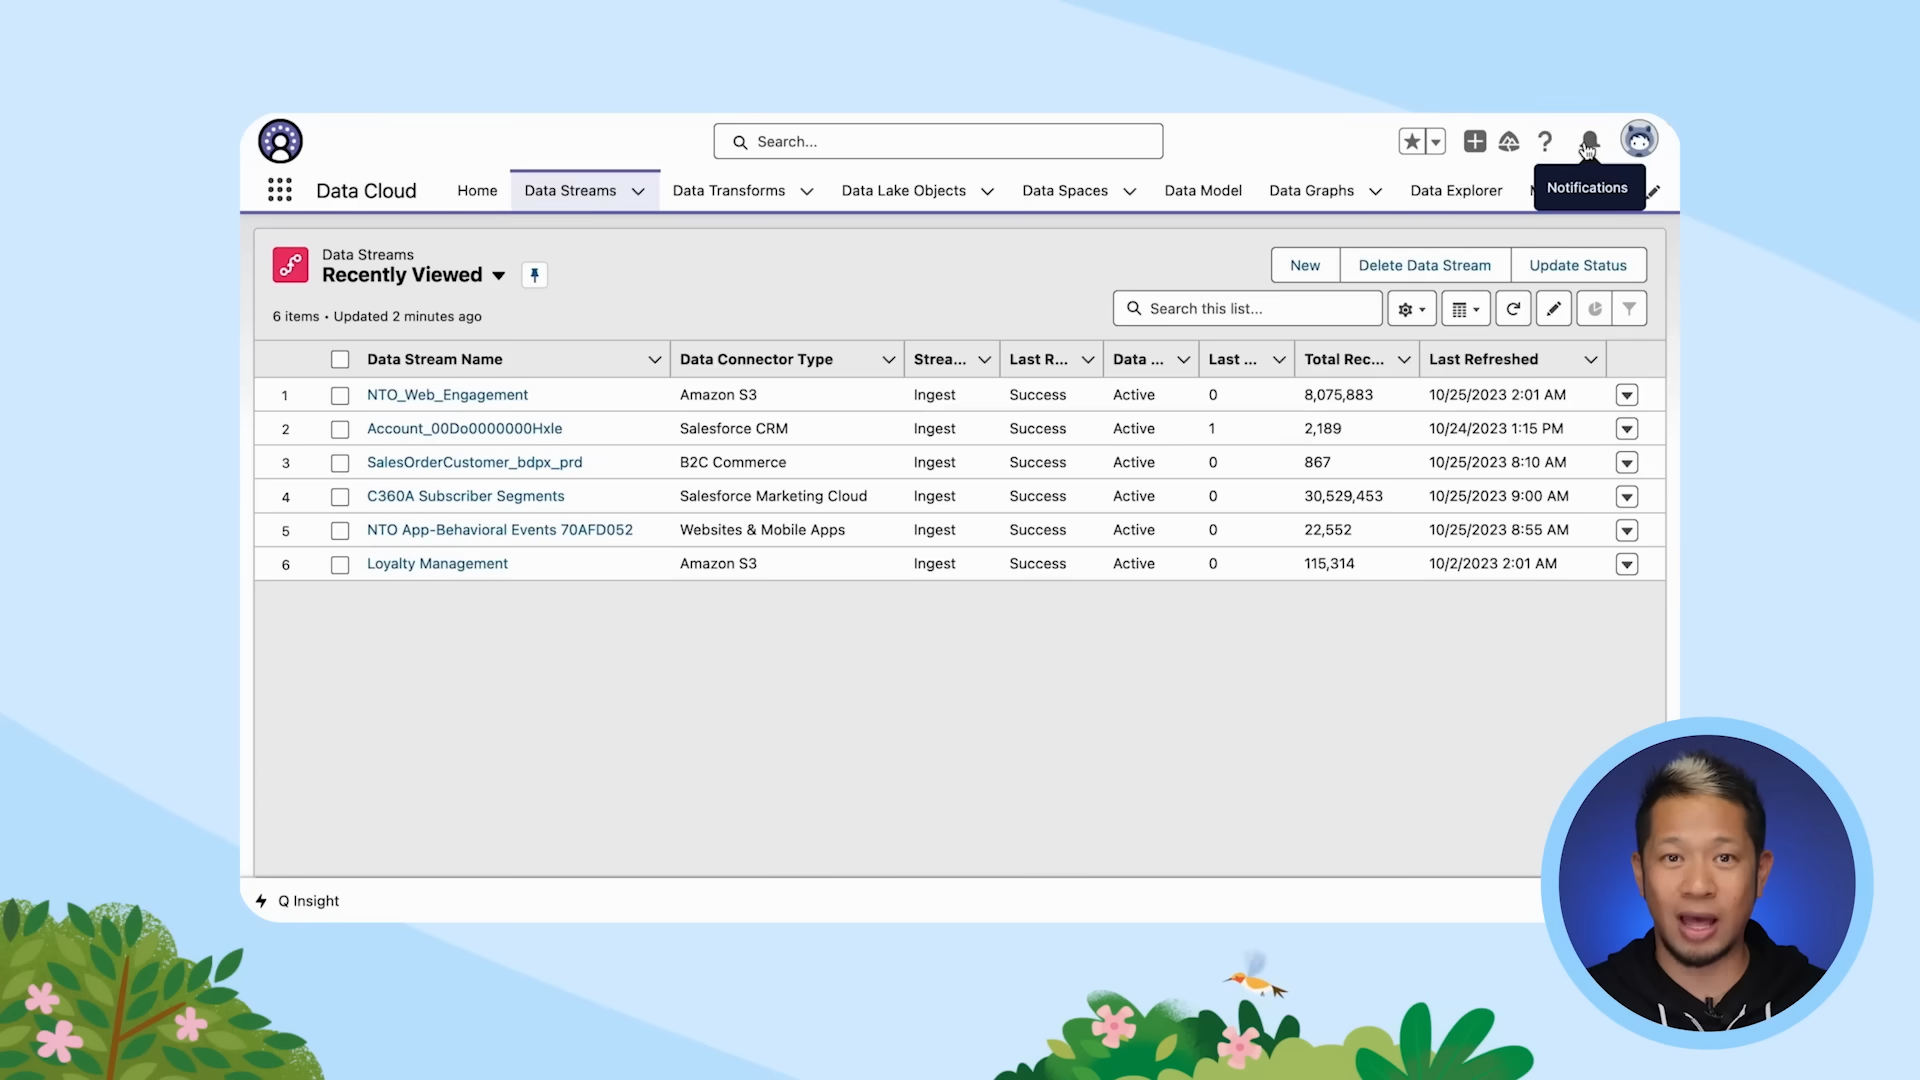 Search...
Data Cloud
Home
Data Streams
Data Transforms
Data Lake Objects
Data Spaces
Data Model
Data Graphs
Data Explorer
Notifications
Data Streams
Recently Viewed
New
Delete Data Stream
Update Status
6 items • Updated 2 minutes ago
Search this list...
Data Stream Name Data Connector Type Strea... Last R... Data ... Last ... Total Rec... Last Refreshed
1 NTO_Web_Engagement Amazon S3 Ingest Success Active 0 8,075,883 10/25/2023 2:01 AM
2 Account_00Do0000000Hxle Salesforce CRM Ingest Success Active 1 2,189 10/24/2023 1:15 PM
3 SalesOrderCustomer_bdpx_prd B2C Commerce Ingest Success Active 0 867 10/25/2023 8:10 AM
4 C360A Subscriber Segments Salesforce Marketing Cloud Ingest Success Active 0 30,529,453 10/25/2023 9:00 AM
5 NTO App-Behavioral Events 70AFD052 Websites & Mobile Apps Ingest Success Active 0 22,552 10/25/2023 8:55 AM
6 Loyalty Management Amazon S3 Ingest Success Active 0 115,314 10/2/2023 2:01 AM
Q Insight